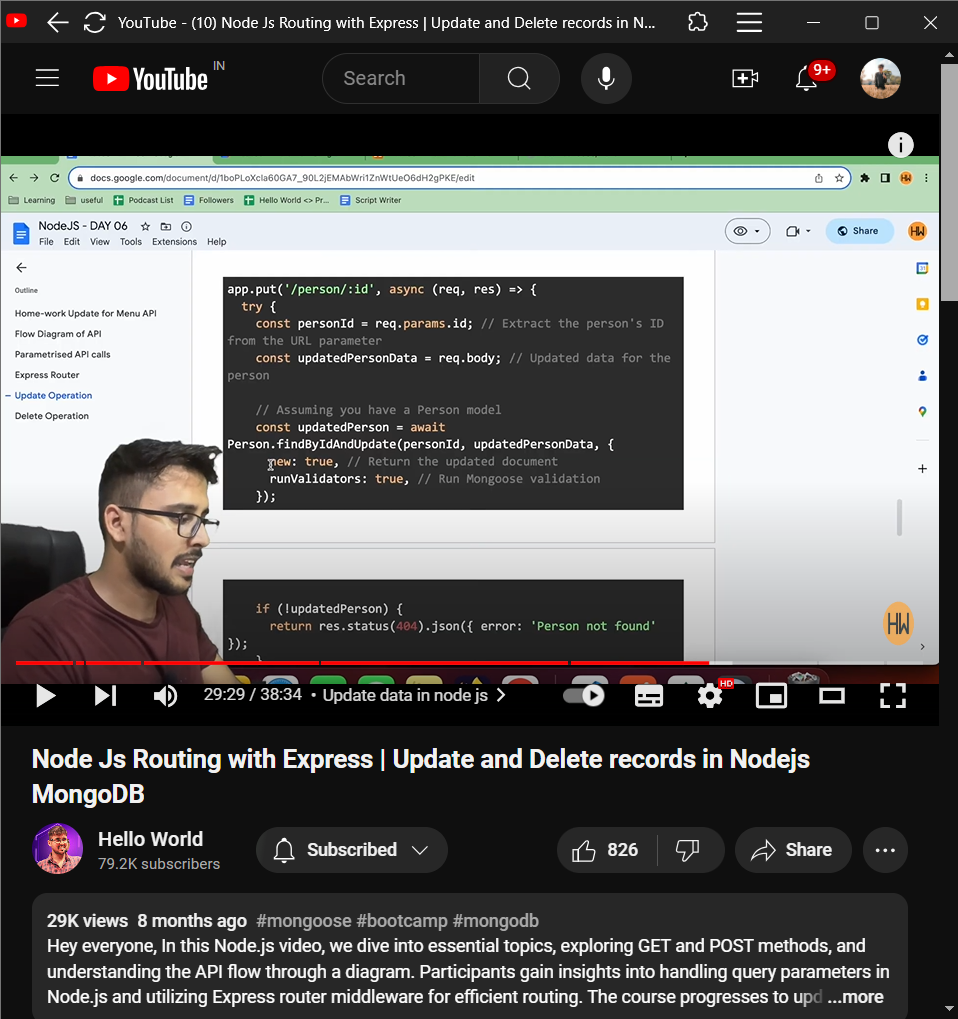 YouTube - (10) Node Js Routing with Express | Update and Delete records in N...
YouTube IN
Search
9+
docs.google.com/document/d/1boPLoXcla60GA7_90L2jEMAbWri1ZnWtUeO6dH2gPKE/edit
HW
Learning useful Podcast List Followers Hello World <> Pr... Script Writer
NodeJS - DAY 06
File Edit View Tools Extensions Help
Share
HW
Outline
Home-work Update for Menu API
Flow Diagram of API
Parametrised API calls
Express Router
Update Operation
Delete Operation
app.put('/person/:id', async (req, res) => {
try {
const personId = req.params.id; // Extract the person's ID
from the URL parameter
const updatedPersonData = req.body; // Updated data for the
person
// Assuming you have a Person model
const updatedPerson = await
Person.findByIdAndUpdate(personId, updatedPersonData, {
new: true, // Return the updated document
runValidators: true, // Run Mongoose validation
});
if (!updatedPerson) {
return res.status(404).json({ error: 'Person not found'
});
}
HW
29:29 / 38:34 • Update data in node js
HD
Node Js Routing with Express | Update and Delete records in Nodejs
MongoDB
Hello World
79.2K subscribers
Subscribed
826
Share
29K views 8 months ago #mongoose #bootcamp #mongodb
Hey everyone, In this Node.js video, we dive into essential topics, exploring GET and POST methods, and
understanding the API flow through a diagram. Participants gain insights into handling query parameters in
Node.js and utilizing Express router middleware for efficient routing. The course progresses to upd ...more